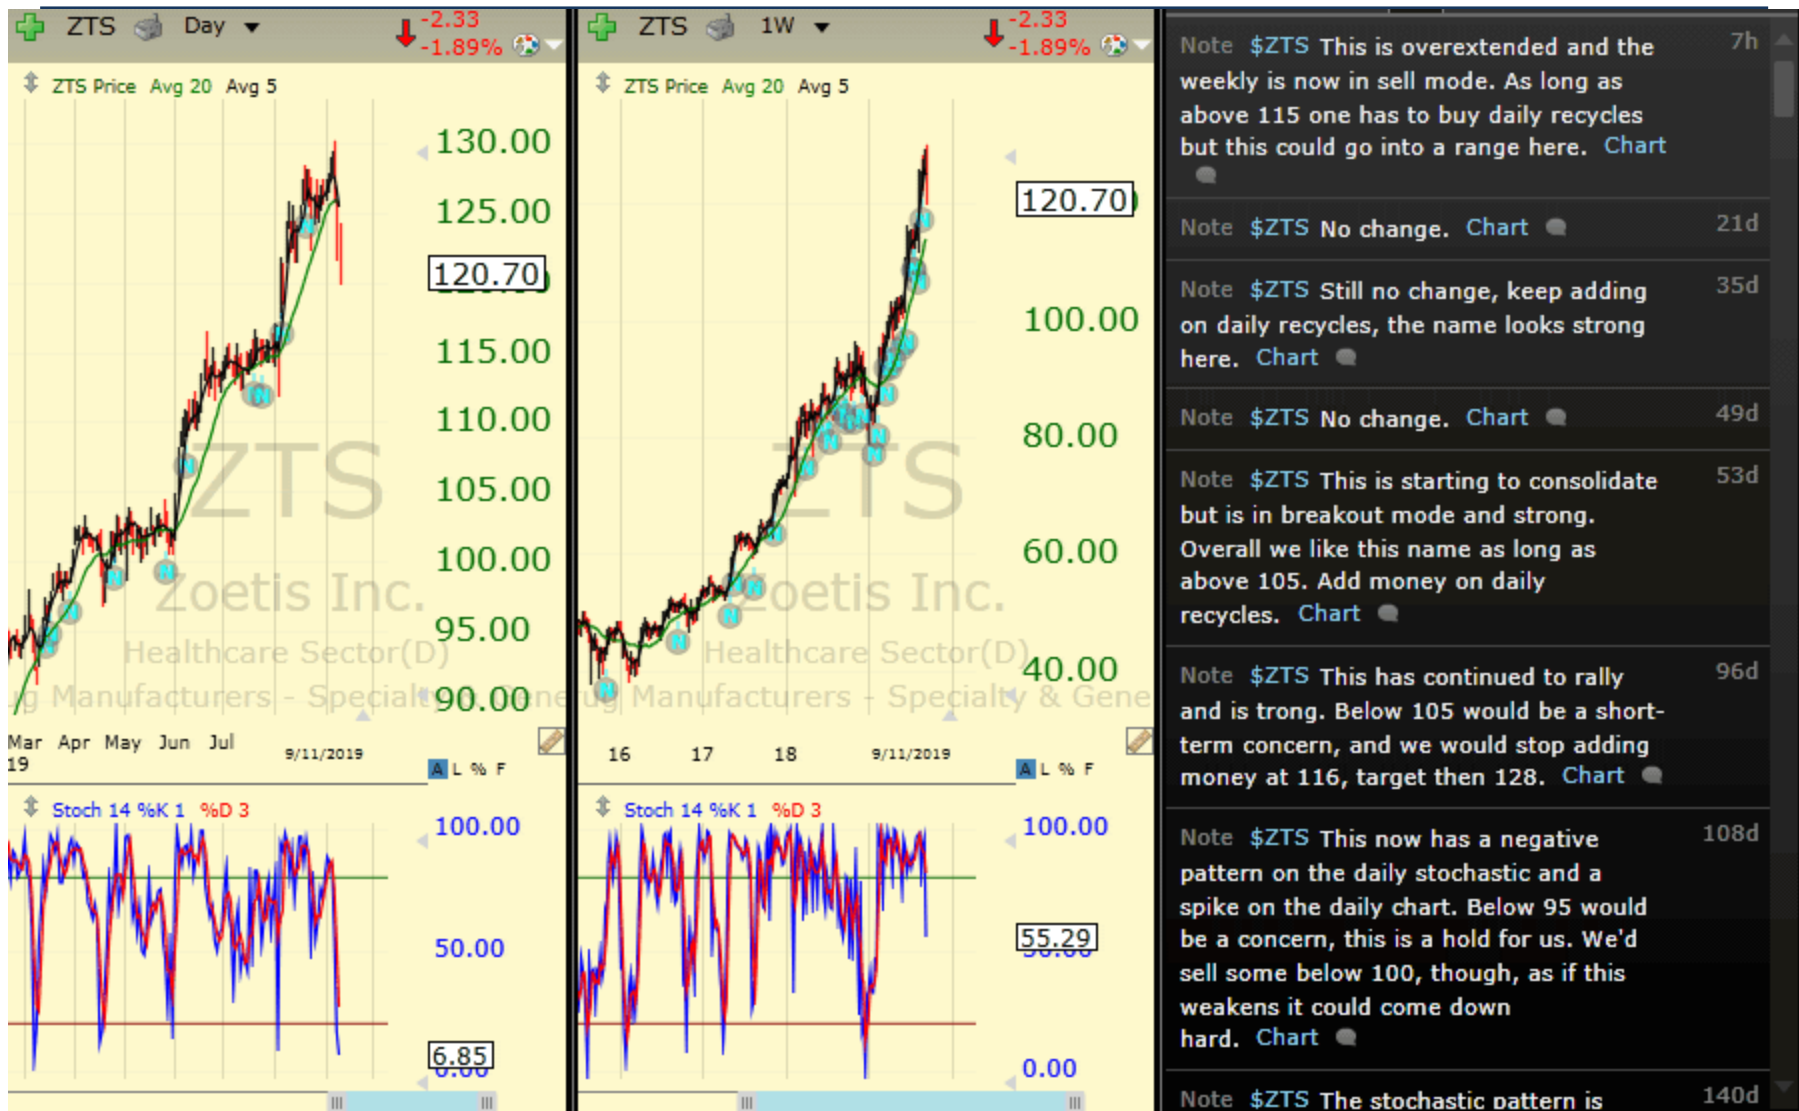 ZTS Day -2.33
-1.89%
ZTS Price Avg 20 Avg 5
130.00
125.00
120.70
115.00
110.00
105.00
100.00
95.00
90.00
ZTS
Zoetis Inc.
Healthcare Sector(D)
Manufacturers - Specialty &
Mar Apr May Jun Jul 9/11/2019
19
A L % F
Stoch 14 %K 1 %D 3
100.00
50.00
6.85
0.00
ZTS 1W -2.33
-1.89%
ZTS Price Avg 20 Avg 5
120.70
100.00
80.00
60.00
40.00
ZTS
Zoetis Inc.
Healthcare Sector(D)
Manufacturers - Specialty & Gene
16 17 18 9/11/2019
A L % F
Stoch 14 %K 1 %D 3
100.00
55.29
50.00
0.00
Note $ZTS This is overextended and the 7h
weekly is now in sell mode. As long as
above 115 one has to buy daily recycles
but this could go into a range here. Chart
Note $ZTS No change. Chart 21d
Note $ZTS Still no change, keep adding 35d
on daily recycles, the name looks strong
here. Chart
Note $ZTS No change. Chart 49d
Note $ZTS This is starting to consolidate 53d
but is in breakout mode and strong.
Overall we like this name as long as
above 105. Add money on daily
recycles. Chart
Note $ZTS This has continued to rally 96d
and is trong. Below 105 would be a short-
term concern, and we would stop adding
money at 116, target then 128. Chart
Note $ZTS This now has a negative 108d
pattern on the daily stochastic and a
spike on the daily chart. Below 95 would
be a concern, this is a hold for us. We'd
sell some below 100, though, as if this
weakens it could come down
hard. Chart
Note $ZTS The stochastic pattern is 140d